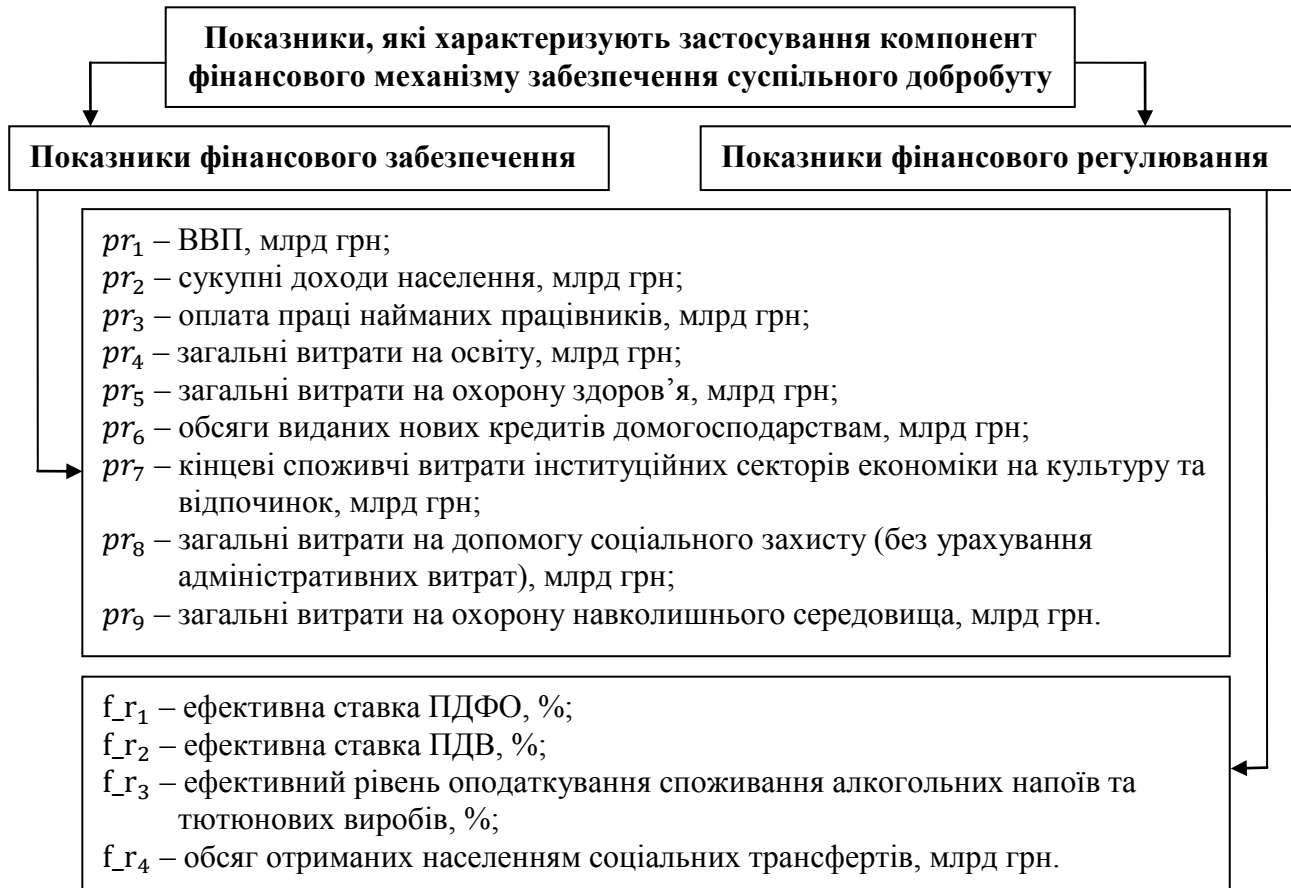 Показники, які характеризують застосування компонент
фінансового механізму забезпечення суспільного добробуту
Показники фінансового забезпечення
Показники фінансового регулювання
pr₁ – ВВП, млрд грн;
pr₂ – сукупні доходи населення, млрд грн;
pr₃ – оплата праці найманих працівників, млрд грн;
pr₄ – загальні витрати на освіту, млрд грн;
pr₅ – загальні витрати на охорону здоров’я, млрд грн;
pr₆ – обсяги виданих нових кредитів домогосподарствам, млрд грн;
pr₇ – кінцеві споживчі витрати інституційних секторів економіки на культуру та
відпочинок, млрд грн;
pr₈ – загальні витрати на допомогу соціального захисту (без урахування
адміністративних витрат), млрд грн;
pr₉ – загальні витрати на охорону навколишнього середовища, млрд грн.
f_r₁ – ефективна ставка ПДФО, %;
f_r₂ – ефективна ставка ПДВ, %;
f_r₃ – ефективний рівень оподаткування споживання алкогольних напоїв та
тютюнових виробів, %;
f_r₄ – обсяг отриманих населенням соціальних трансфертів, млрд грн.